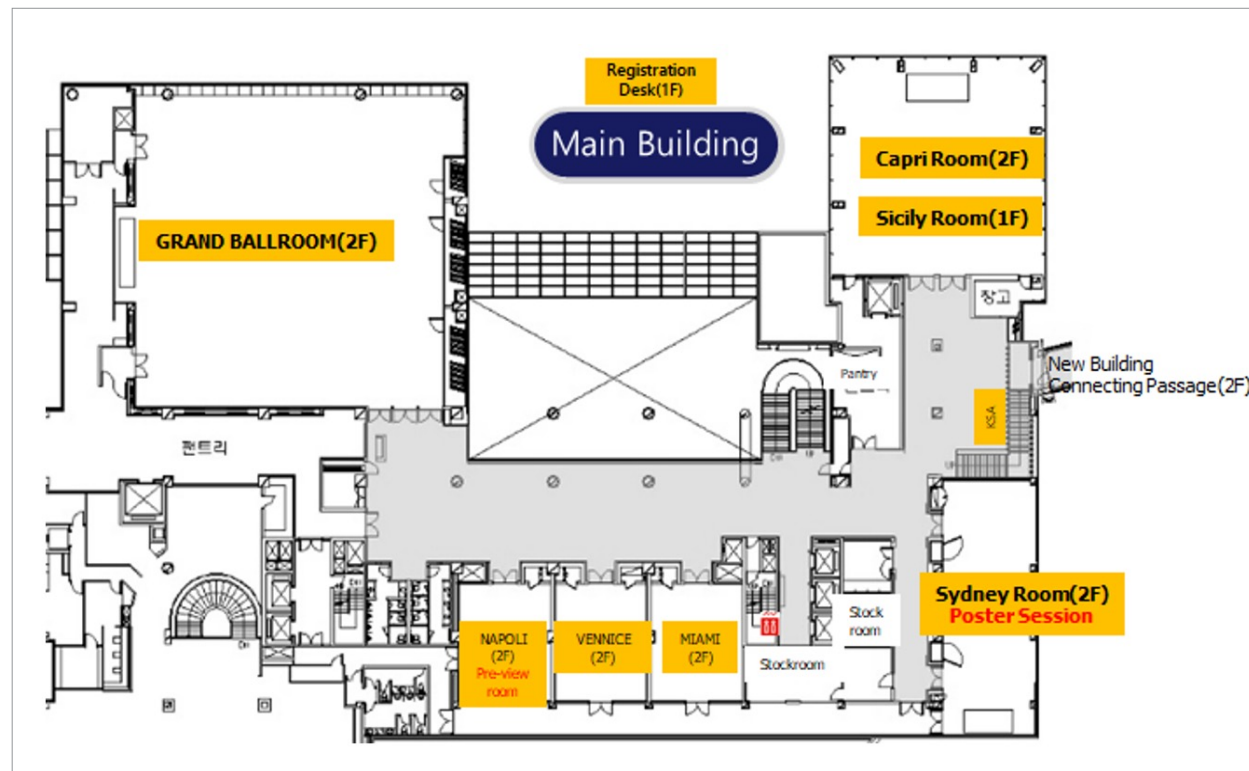 Registration
Desk(1F)
Main Building
Capri Room(2F)
Sicily Room(1F)
GRAND BALLROOM(2F)
창고
New Building
Connecting Passage(2F)
Pantry
KSA
팬트리
Sydney Room(2F)
Poster Session
Stock
room
NAPOLI
(2F)
Pre-view
room
VENNICE
(2F)
MIAMI
(2F)
Stockroom